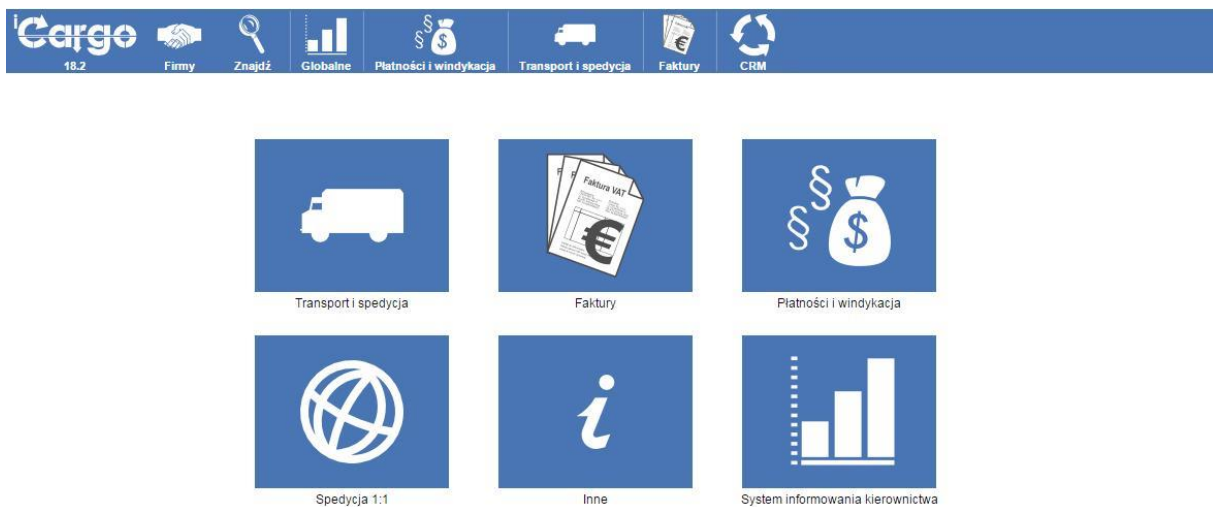 iCargo
18.2
Firmy
Znajdź
Globalne
§ § $
Płatności i windykacja
Transport i spedycja
€
Faktury
CRM
Transport i spedycja
Faktura VAT
€
Faktury
§ § § $
Płatności i windykacja
Spedycja 1:1
i
Inne
System informowania kierownictwa